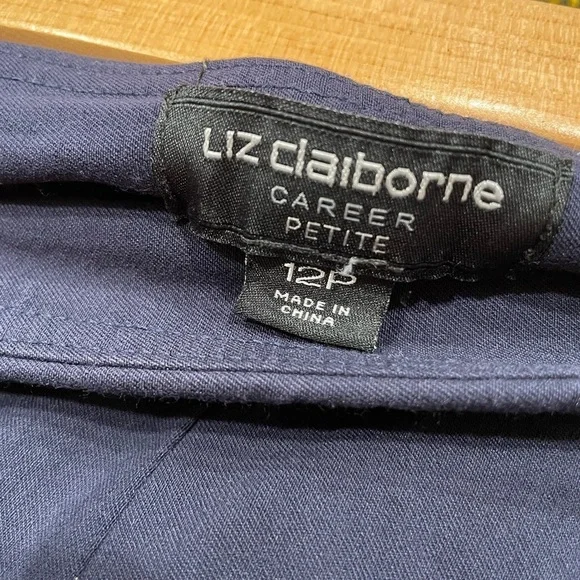 Liz claiborne
CAREER
PETITE
12P
MADE IN
CHINA